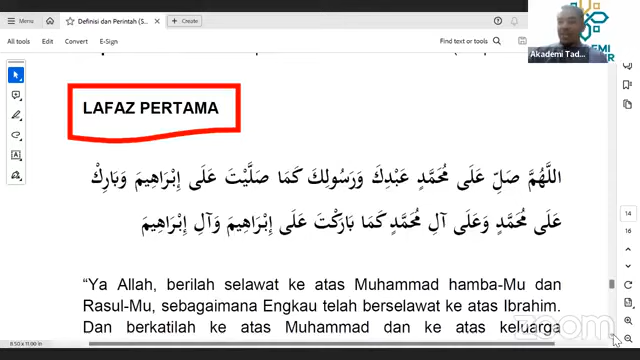 Menu
Definisi dan Perintah (S...
Create
All tools Edit Convert E-Sign
Find text or tools
Akademi Tad...
LAFAZ PERTAMA
اللَّهُمَّ صَلِّ عَلَى مُحَمَّدٍ عَبْدِكَ وَرَسُولِكَ كَمَا صَلَّيْتَ عَلَى إِبْرَاهِيمَ وَبَارِكْ
عَلَى مُحَمَّدٍ وَعَلَى آلِ مُحَمَّدٍ كَمَا بَارَكْتَ عَلَى إِبْرَاهِيمَ وَآلِ إِبْرَاهِيمَ
“Ya Allah, berilah selawat ke atas Muhammad hamba-Mu dan
Rasul-Mu, sebagaimana Engkau telah berselawat ke atas Ibrahim.
Dan berkatilah ke atas Muhammad dan ke atas keluarga
14
16
8.50 x 11.00 in
zoom